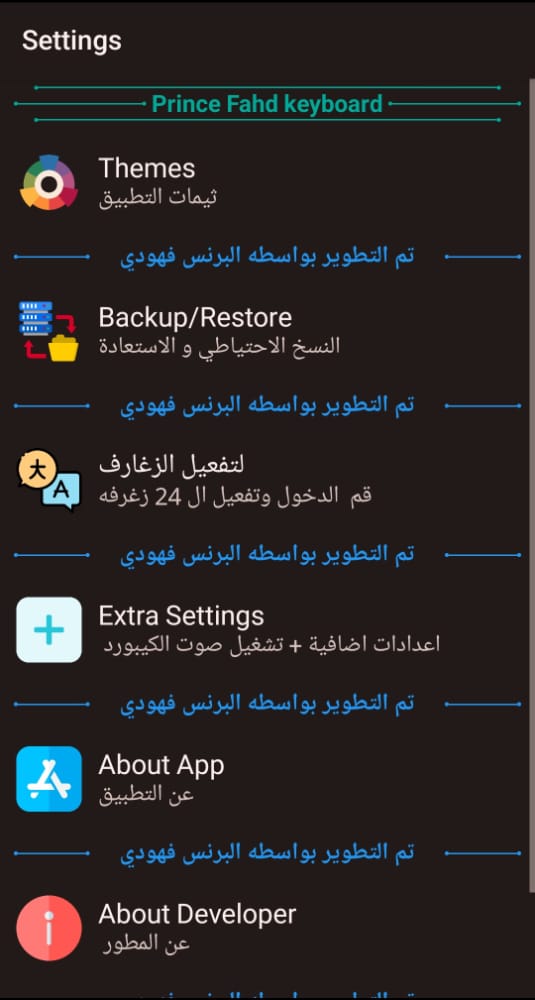 Settings
Prince Fahd keyboard
Themes
ثيمات التطبيق
تم التطوير بواسطه البرنس فهودي
Backup/Restore
النسخ الاحتياطي و الاستعادة
تم التطوير بواسطه البرنس فهودي
لتفعيل الزغارف
قم الدخول وتفعيل ال 24 زغرفه
تم التطوير بواسطه البرنس فهودي
Extra Settings
اعدادات اضافية + تشغيل صوت الكيبورد
تم التطوير بواسطه البرنس فهودي
About App
عن التطبيق
تم التطوير بواسطه البرنس فهودي
About Developer
عن المطور